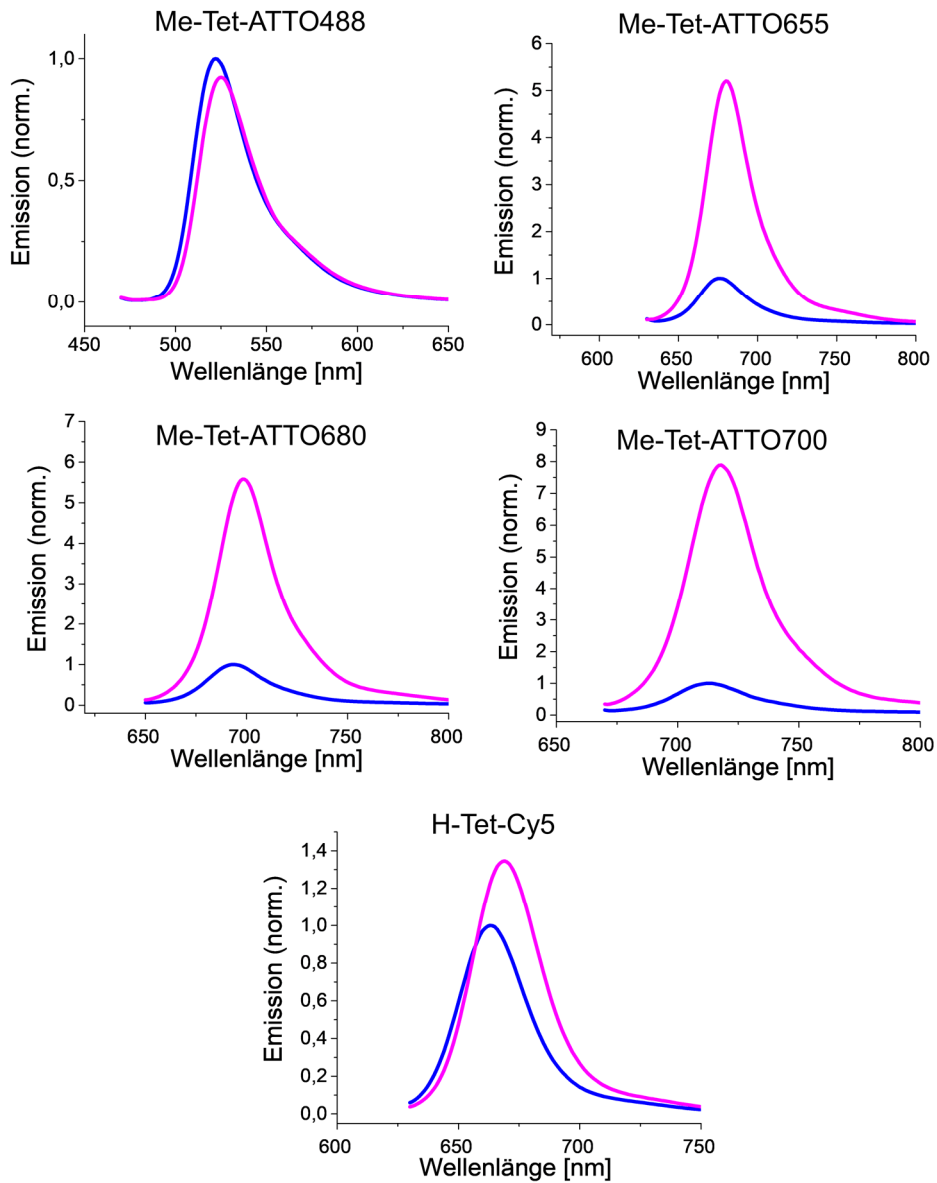 Me-Tet-ATTO488
Emission (norm.)
1,0
0,5
0,0
450 500 550 600 650
Wellenlänge [nm]
Me-Tet-ATTO655
Emission (norm.)
6
5
4
3
2
1
0
600 650 700 750 800
Wellenlänge [nm]
Me-Tet-ATTO680
Emission (norm.)
7
6
5
4
3
2
1
0
650 700 750 800
Wellenlänge [nm]
Me-Tet-ATTO700
Emission (norm.)
9
8
7
6
5
4
3
2
1
0
650 700 750 800
Wellenlänge [nm]
H-Tet-Cy5
Emission (norm.)
1,4
1,2
1,0
0,8
0,6
0,4
0,2
0,0
600 650 700 750
Wellenlänge [nm]